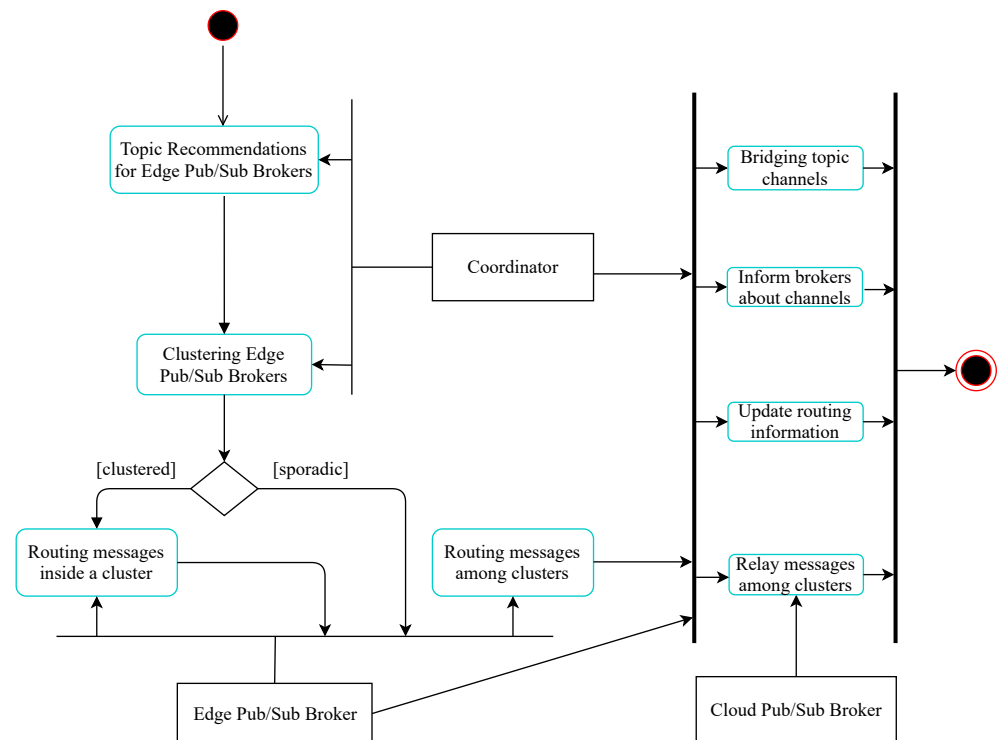 Topic Recommendations
for Edge Pub/Sub Brokers
Bridging topic
channels
Coordinator
Inform brokers
about channels
Clustering Edge
Pub/Sub Brokers
Update routing
information
[clustered]
[sporadic]
Routing messages
inside a cluster
Routing messages
among clusters
Relay messages
among clusters
Edge Pub/Sub Broker
Cloud Pub/Sub Broker